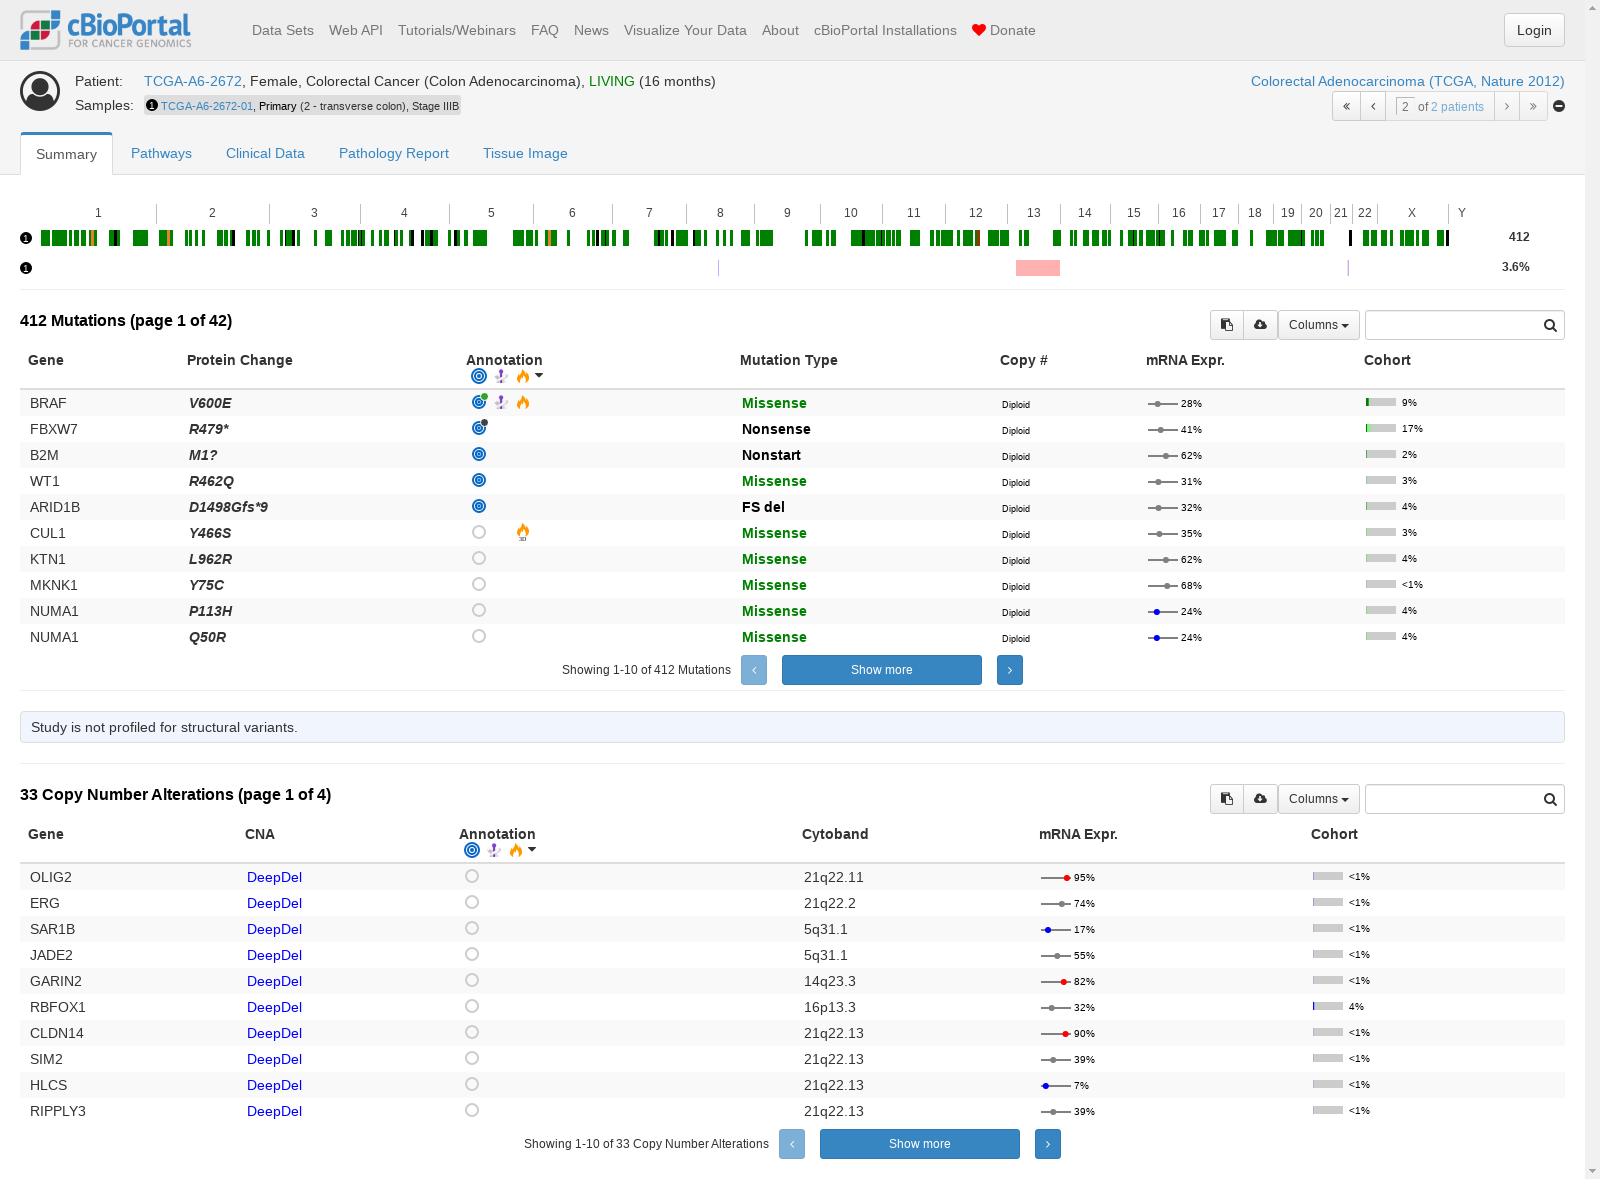 cBioPortal
FOR CANCER GENOMICS
Data Sets Web API Tutorials/Webinars FAQ News Visualize Your Data About cBioPortal Installations Donate
Login
Patient: TCGA-A6-2672, Female, Colorectal Cancer (Colon Adenocarcinoma), LIVING (16 months)
Colorectal Adenocarcinoma (TCGA, Nature 2012)
Samples: 1 TCGA-A6-2672-01, Primary (2 - transverse colon), Stage IIIB
« ‹ 2 of 2 patients › »
Summary Pathways Clinical Data Pathology Report Tissue Image
1 2 3 4 5 6 7 8 9 10 11 12 13 14 15 16 17 18 19 20 21 22 X Y
1 412
1 3.6%
412 Mutations (page 1 of 42)
Columns
Gene Protein Change Annotation Mutation Type Copy # mRNA Expr. Cohort
BRAF V600E Missense Diploid 28% 9%
FBXW7 R479* Nonsense Diploid 41% 17%
B2M M1? Nonstart Diploid 62% 2%
WT1 R462Q Missense Diploid 31% 3%
ARID1B D1498Gfs*9 FS del Diploid 32% 4%
CUL1 Y466S 3D Missense Diploid 35% 3%
KTN1 L962R Missense Diploid 62% 4%
MKNK1 Y75C Missense Diploid 68% <1%
NUMA1 P113H Missense Diploid 24% 4%
NUMA1 Q50R Missense Diploid 24% 4%
Showing 1-10 of 412 Mutations ‹ Show more ›
Study is not profiled for structural variants.
33 Copy Number Alterations (page 1 of 4)
Columns
Gene CNA Annotation Cytoband mRNA Expr. Cohort
OLIG2 DeepDel 21q22.11 95% <1%
ERG DeepDel 21q22.2 74% <1%
SAR1B DeepDel 5q31.1 17% <1%
JADE2 DeepDel 5q31.1 55% <1%
GARIN2 DeepDel 14q23.3 82% <1%
RBFOX1 DeepDel 16p13.3 32% 4%
CLDN14 DeepDel 21q22.13 90% <1%
SIM2 DeepDel 21q22.13 39% <1%
HLCS DeepDel 21q22.13 7% <1%
RIPPLY3 DeepDel 21q22.13 39% <1%
Showing 1-10 of 33 Copy Number Alterations ‹ Show more ›